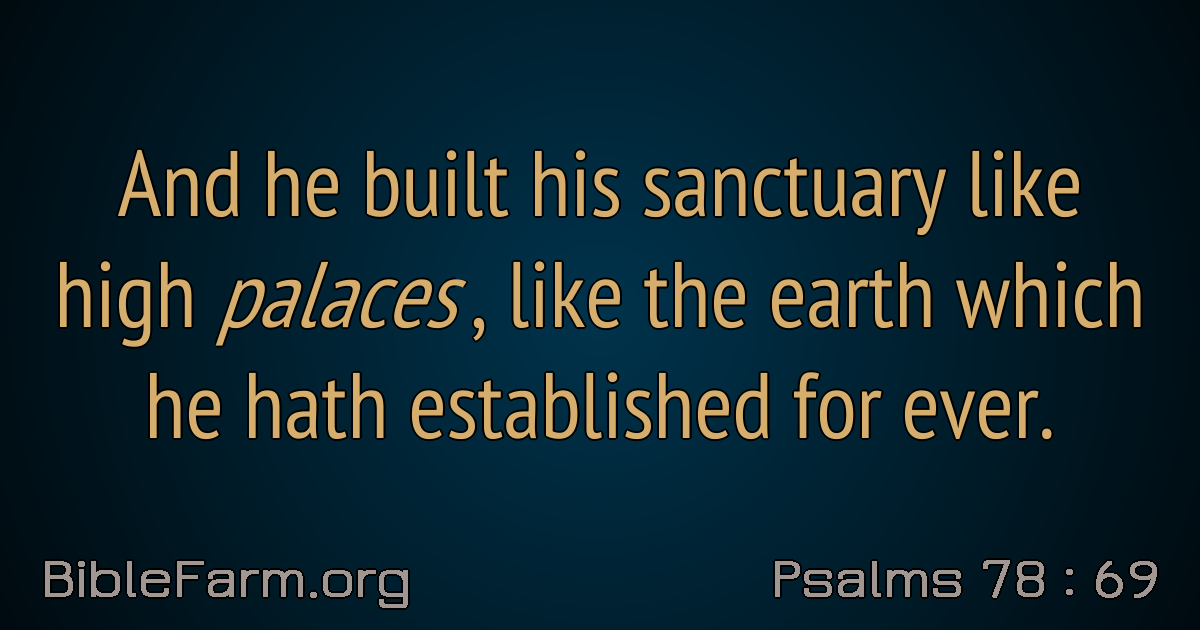 And he built his sanctuary like
high palaces, like the earth which
he hath established for ever.
BibleFarm.org
Psalms 78 : 69